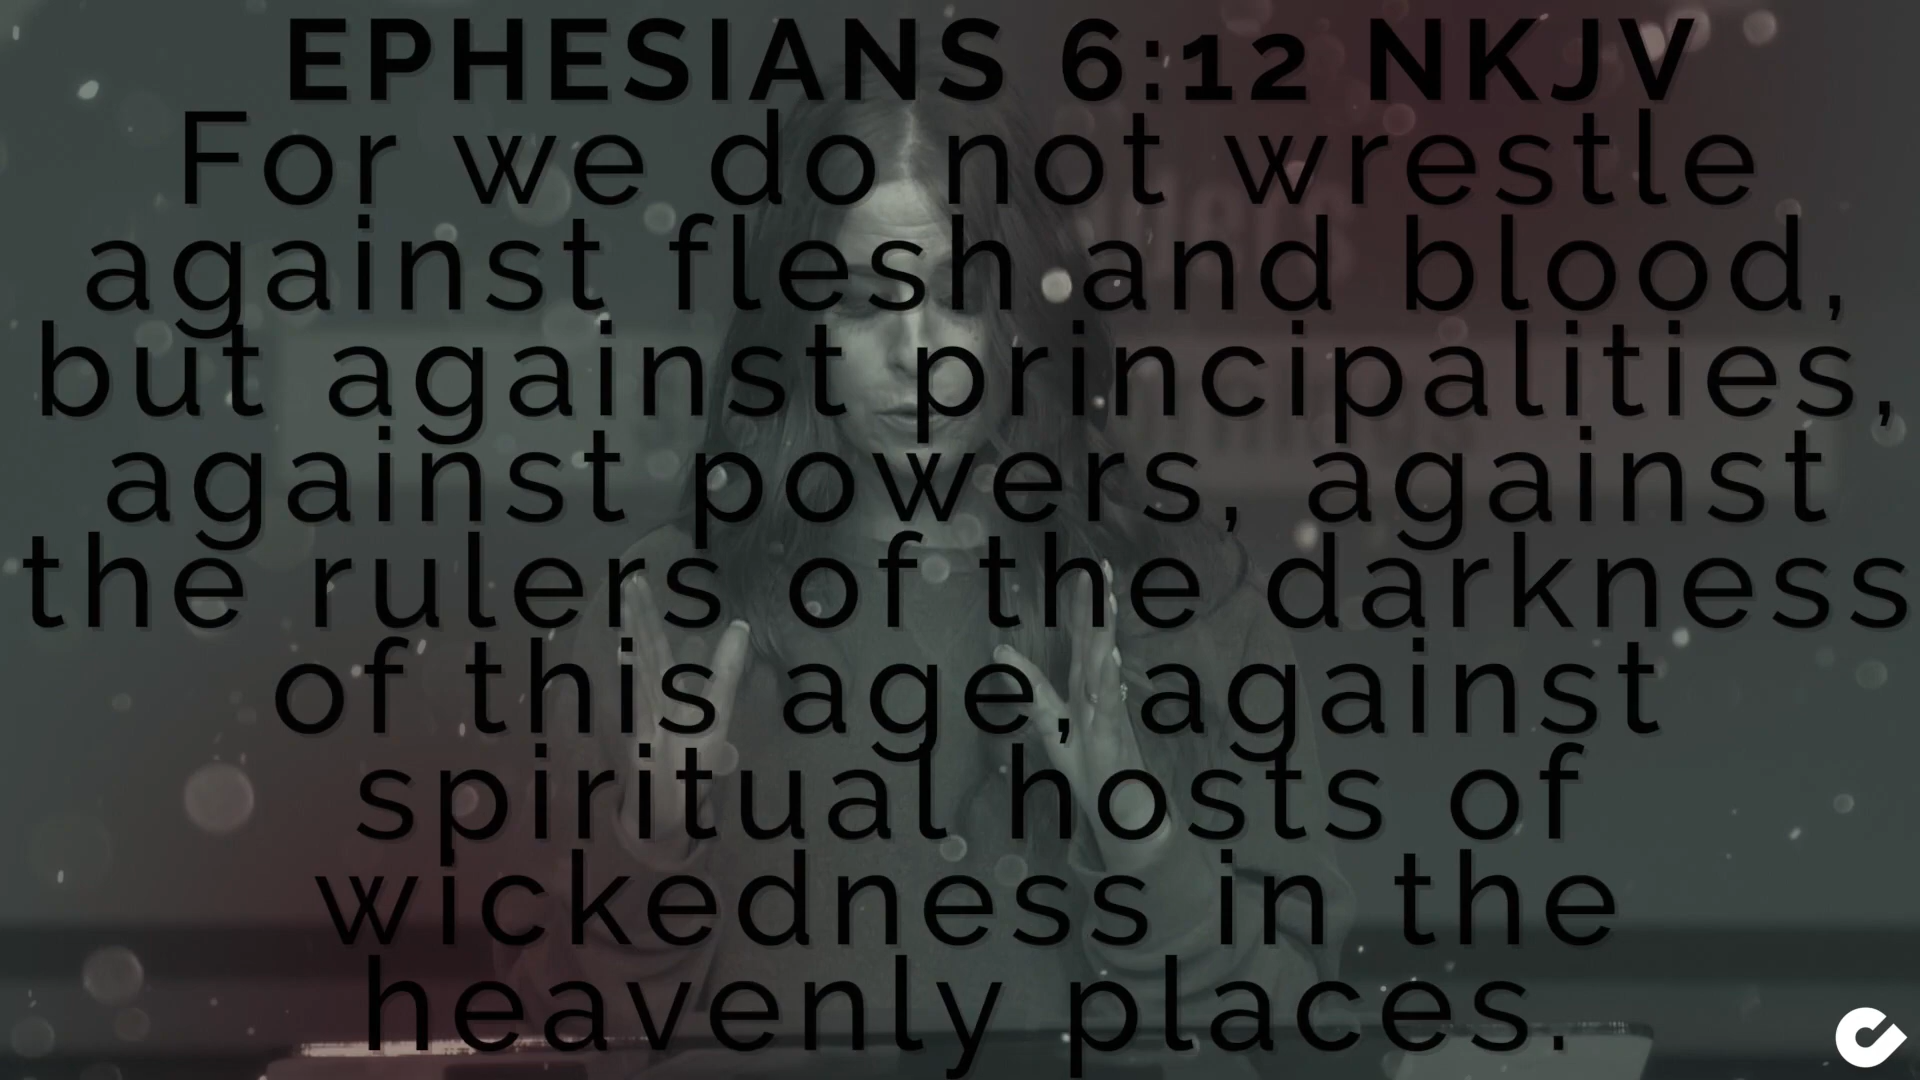 EPHESIANS 6:12 NKJV
For we do not wrestle
against flesh and blood,
but against principalities,
against powers, against
the rulers of the darkness
of this age, against
spiritual hosts of
wickedness in the
heavenly places.